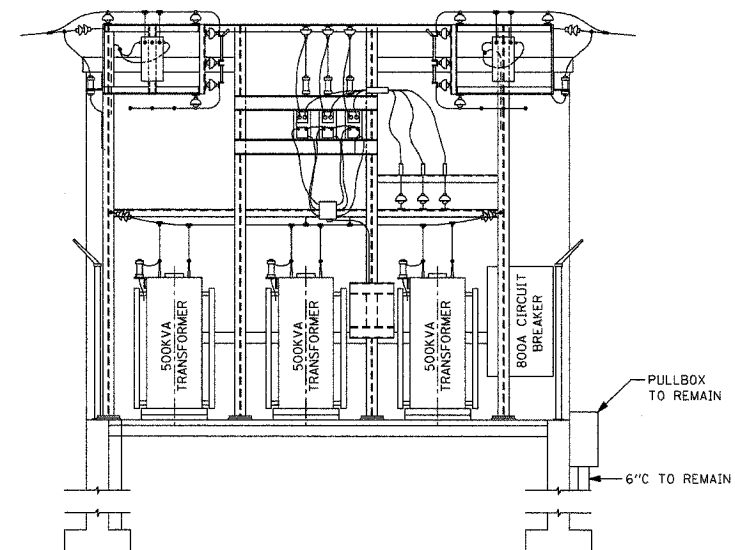 500KVA
TRANSFORMER
500KVA
TRANSFORMER
500KVA
TRANSFORMER
800A CIRCUIT
BREAKER
PULLBOX
TO REMAIN
6"C TO REMAIN